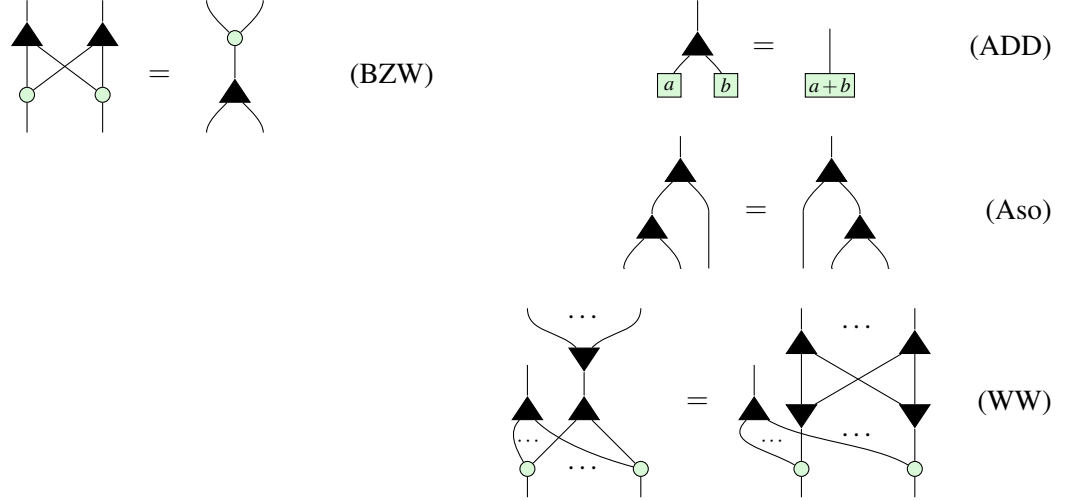 = (BZW)
a b = a+b (ADD)
= (Aso)
... ...
... = ... (WW)
...